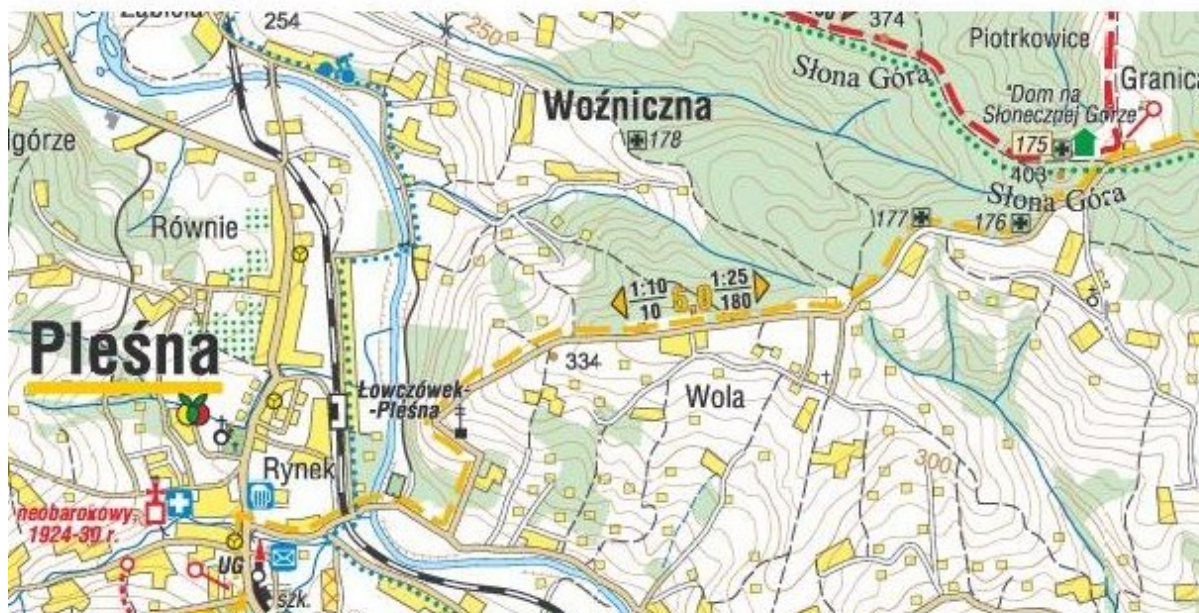 254
250
374
Piotrkowice
Słona Góra
Granica
Woźniczna
"Dom na
Słonecznej Górze"
178
175
403
Słona Góra
Równie
177
176
1:10
10
5,0
1:25
180
Pleśna
334
Łowczówek-
-Pleśna
Wola
Rynek
300
neobarokowy
1924-30 r.
UG
szk.